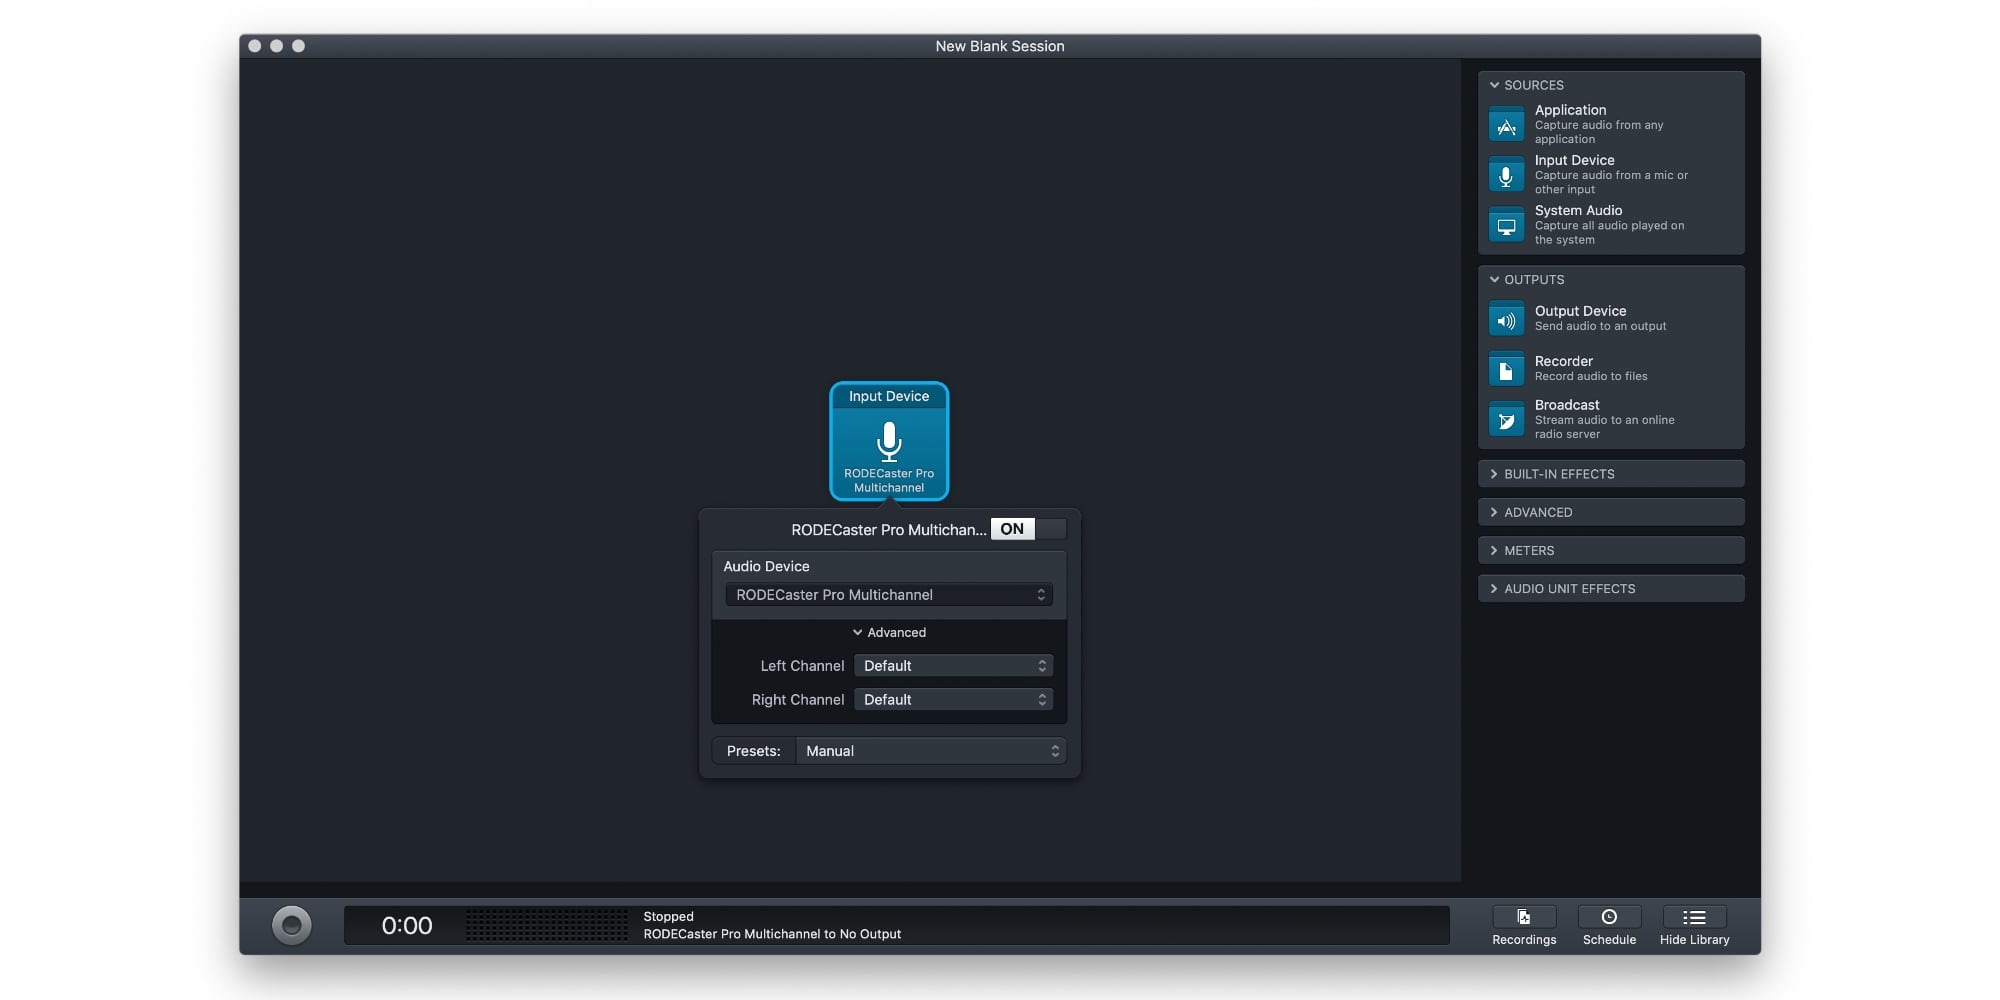 New Blank Session
SOURCES
Application
Capture audio from any
application
Input Device
Capture audio from a mic or
other input
System Audio
Capture all audio played on
the system
OUTPUTS
Output Device
Send audio to an output
Recorder
Record audio to files
Broadcast
Stream audio to an online
radio server
BUILT-IN EFFECTS
ADVANCED
METERS
AUDIO UNIT EFFECTS
Input Device
RODECaster Pro
Multichannel
RODECaster Pro Multichan... ON
Audio Device
RODECaster Pro Multichannel
Advanced
Left Channel Default
Right Channel Default
Presets: Manual
0:00
Stopped
RODECaster Pro Multichannel to No Output
Recordings Schedule Hide Library